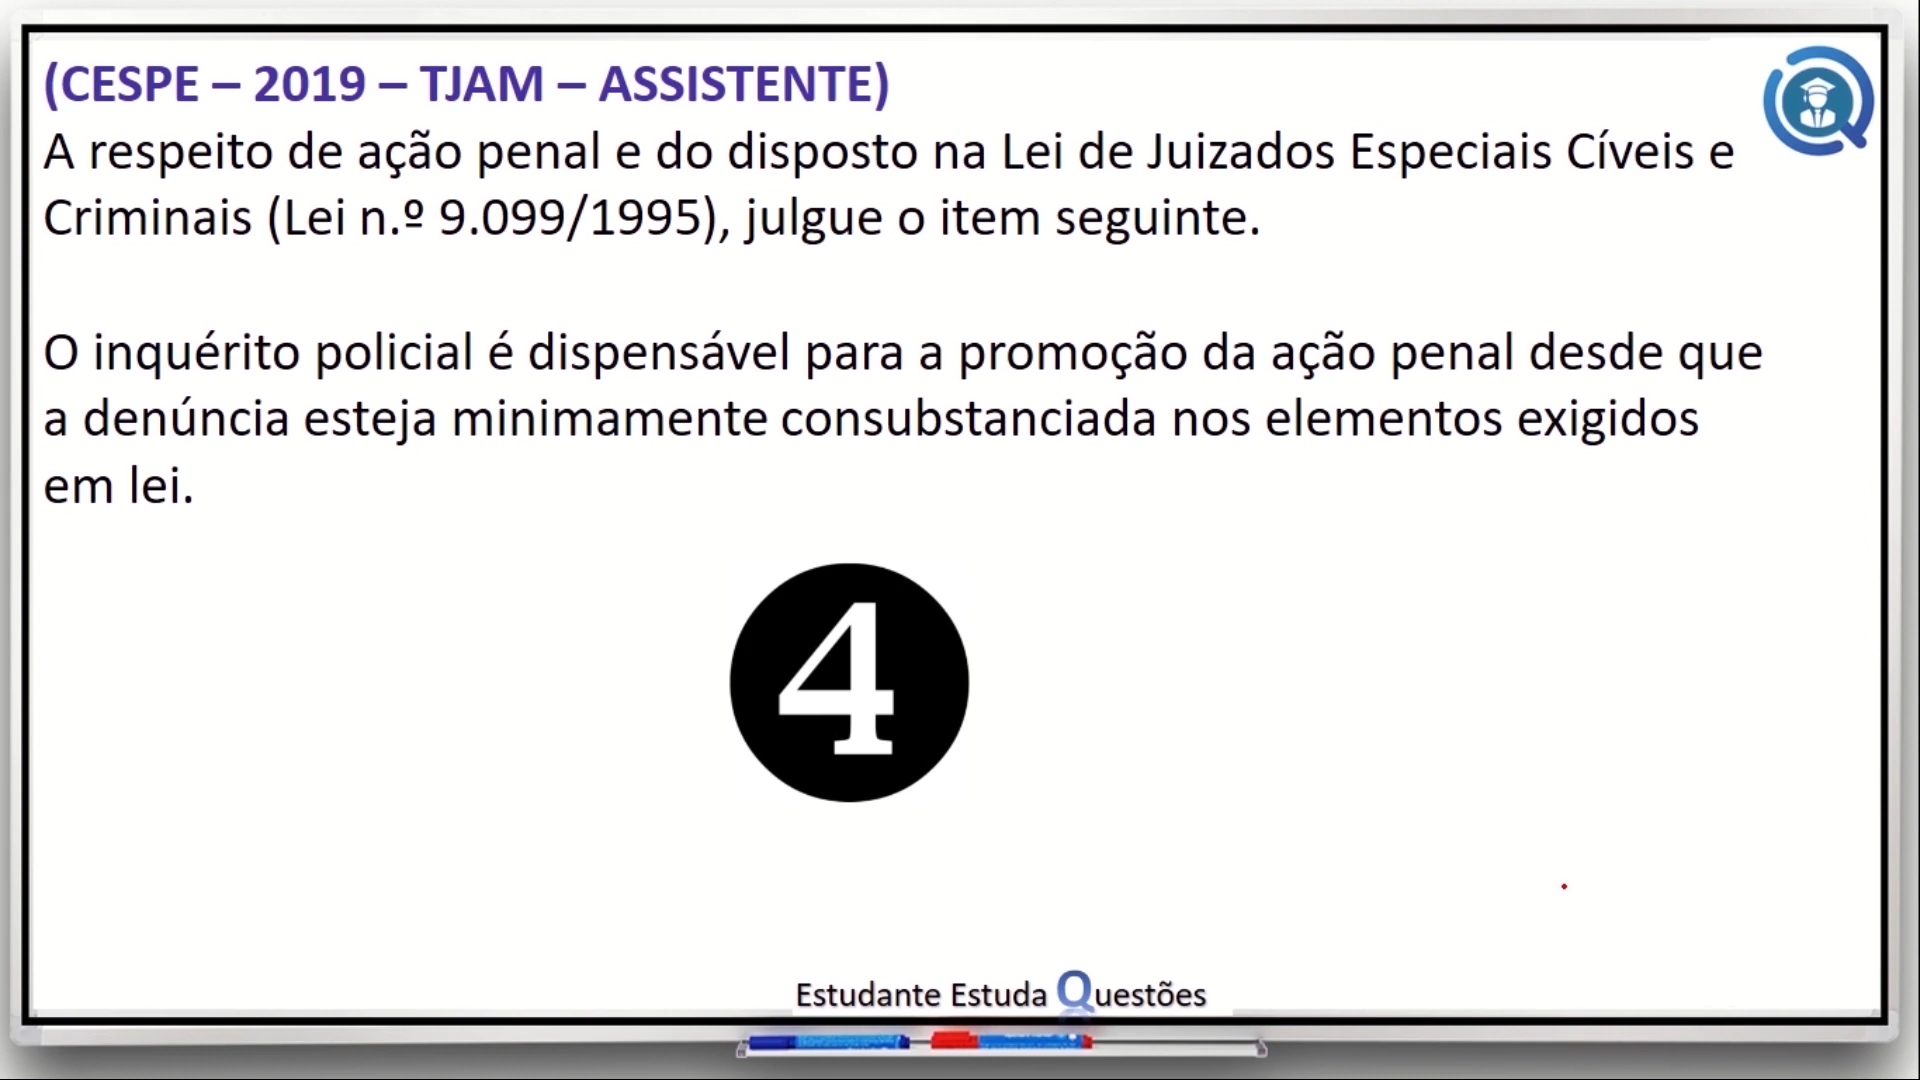 (CESPE – 2019 – TJAM – ASSISTENTE)
A respeito de ação penal e do disposto na Lei de Juizados Especiais Cíveis e
Criminais (Lei n.º 9.099/1995), julgue o item seguinte.
O inquérito policial é dispensável para a promoção da ação penal desde que
a denúncia esteja minimamente consubstanciada nos elementos exigidos
em lei.
4
Estudante Estuda Questões